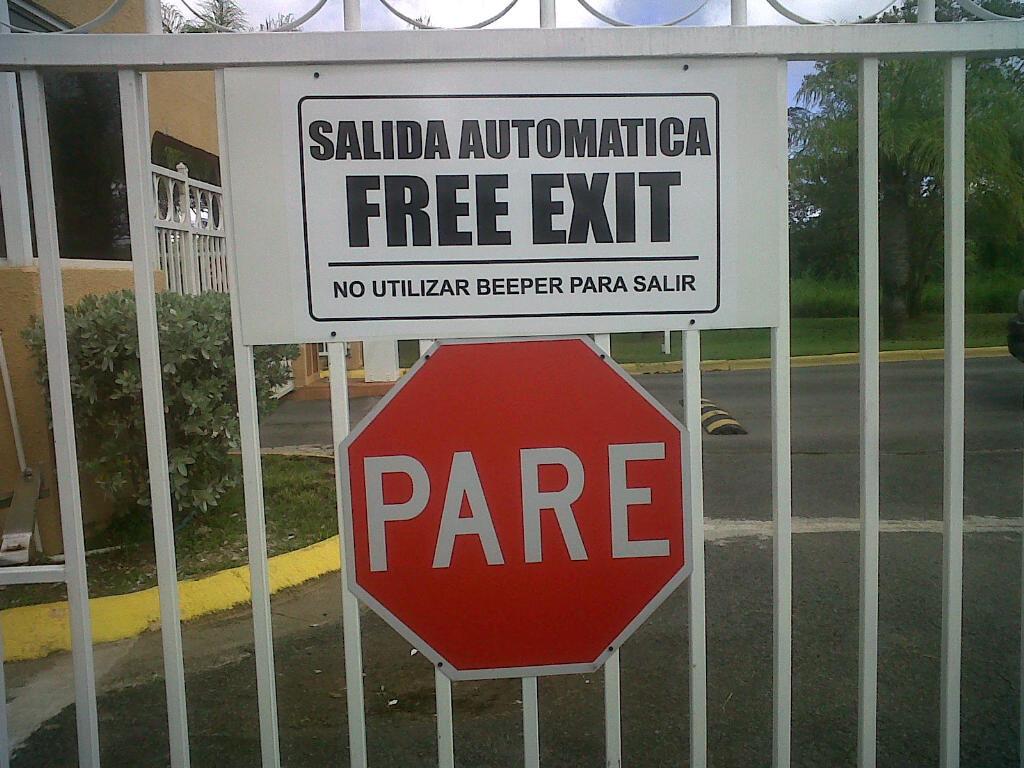 SALIDA AUTOMATICA
FREE EXIT
NO UTILIZAR BEEPER PARA SALIR
PARE